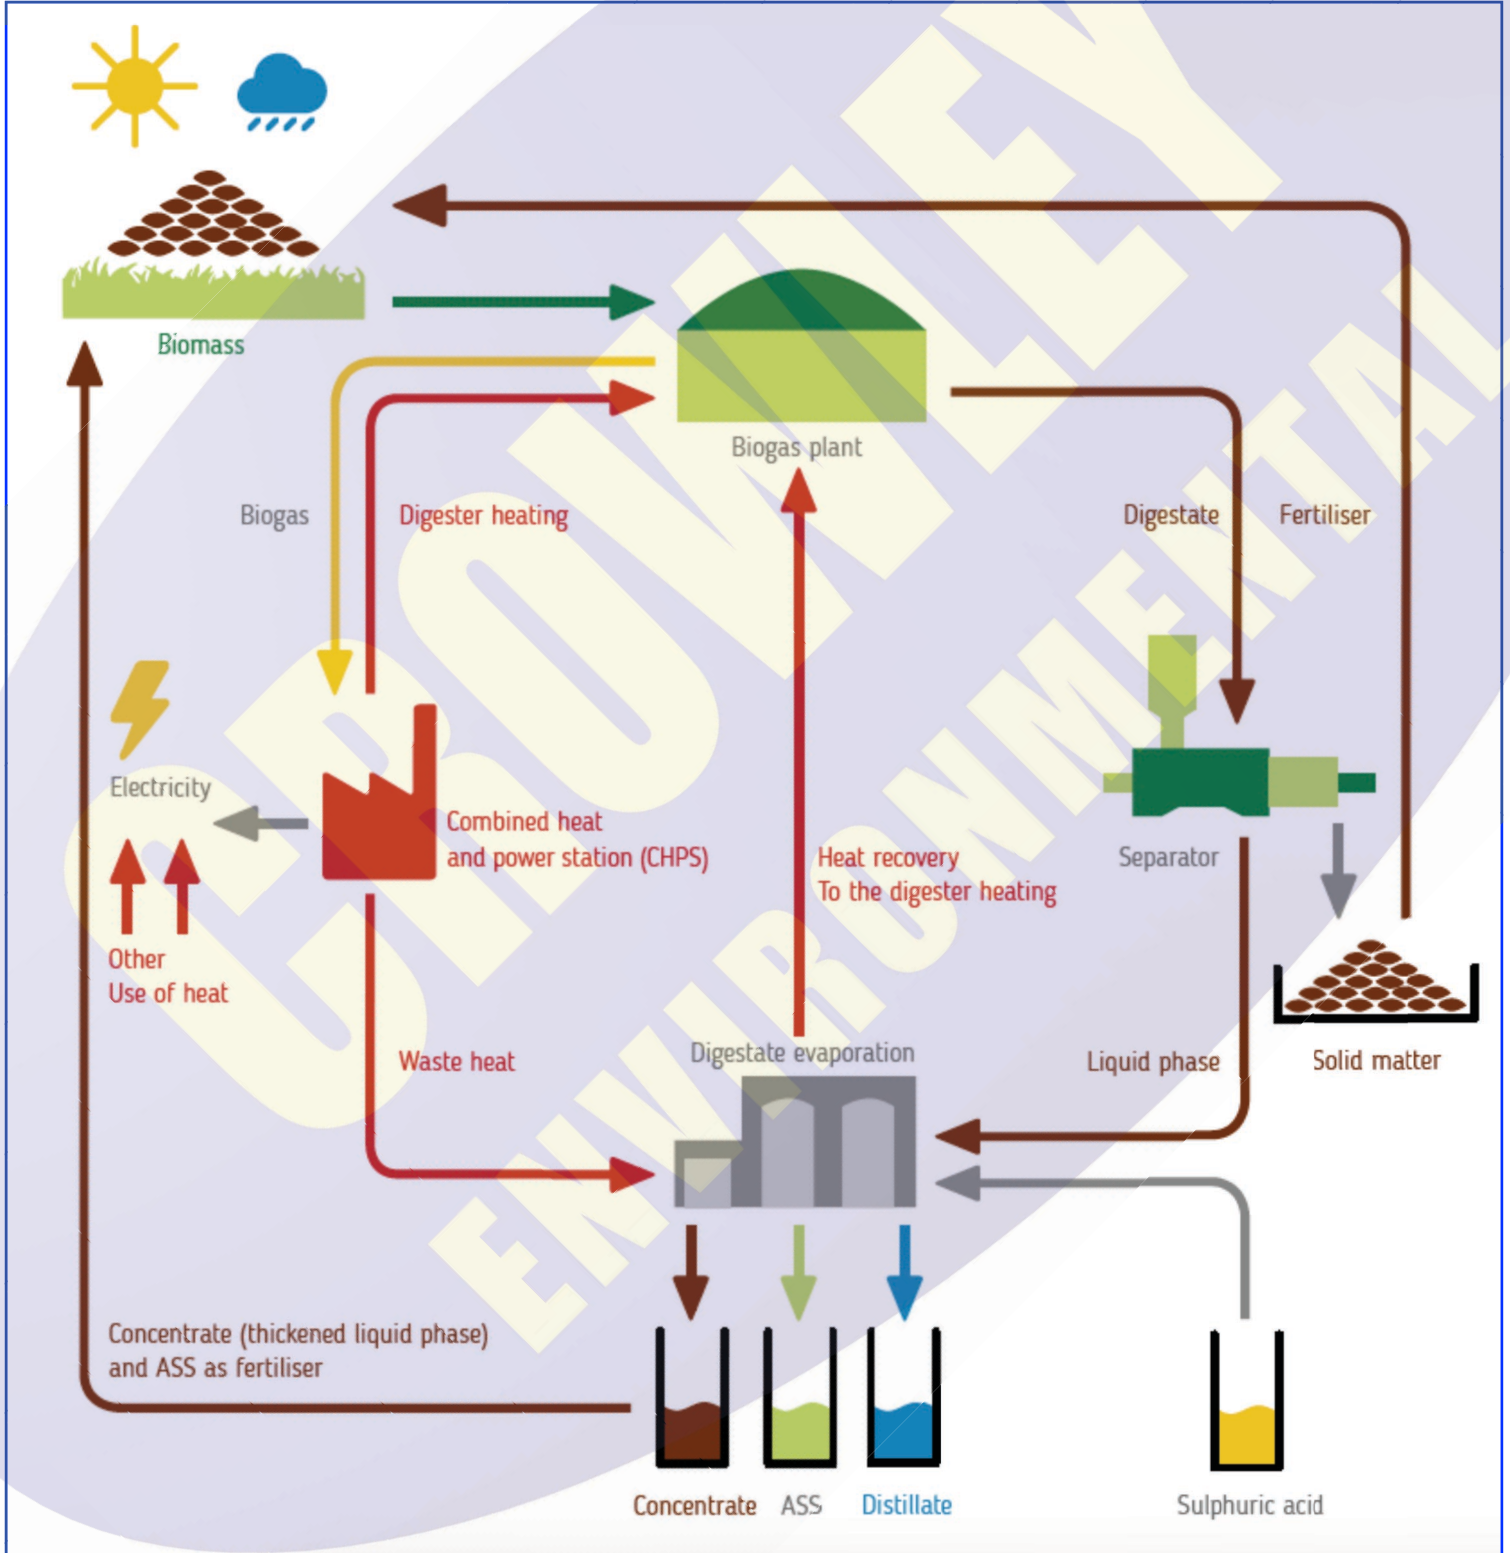 Biomass
Biogas plant
Biogas
Digester heating
Digestate
Fertiliser
Electricity
Combined heat
and power station (CHPS)
Heat recovery
To the digester heating
Separator
Other
Use of heat
Waste heat
Digestate evaporation
Liquid phase
Solid matter
Concentrate (thickened liquid phase)
and ASS as fertiliser
Concentrate
ASS
Distillate
Sulphuric acid
CROWLEY
ENVIRONMENTAL